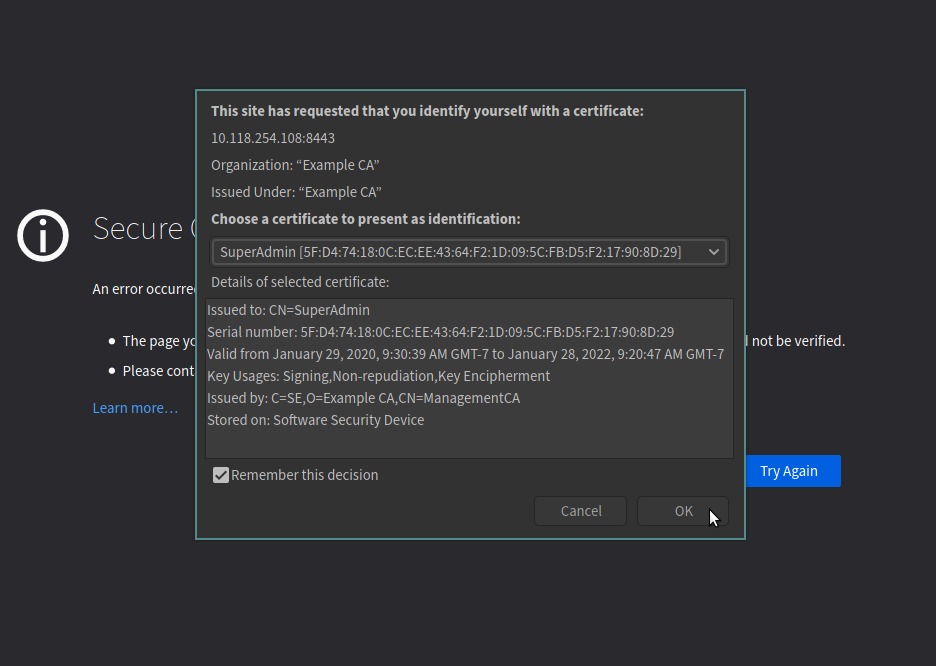 This site has requested that you identify yourself with a certificate:
10.118.254.108:8443
Organization: “Example CA”
Issued Under: “Example CA”
Choose a certificate to present as identification:
SuperAdmin [5F:D4:74:18:0C:EC:EE:43:64:F2:1D:09:5C:FB:D5:F2:17:90:8D:29]
Details of selected certificate:
Issued to: CN=SuperAdmin
Serial number: 5F:D4:74:18:0C:EC:EE:43:64:F2:1D:09:5C:FB:D5:F2:17:90:8D:29
Valid from January 29, 2020, 9:30:39 AM GMT-7 to January 28, 2022, 9:20:47 AM GMT-7
Key Usages: Signing,Non-repudiation,Key Encipherment
Issued by: C=SE,O=Example CA,CN=ManagementCA
Stored on: Software Security Device
Remember this decision
Cancel
OK
Secure
An error occurre
The page yo
not be verified.
Please cont
Learn more…
Try Again